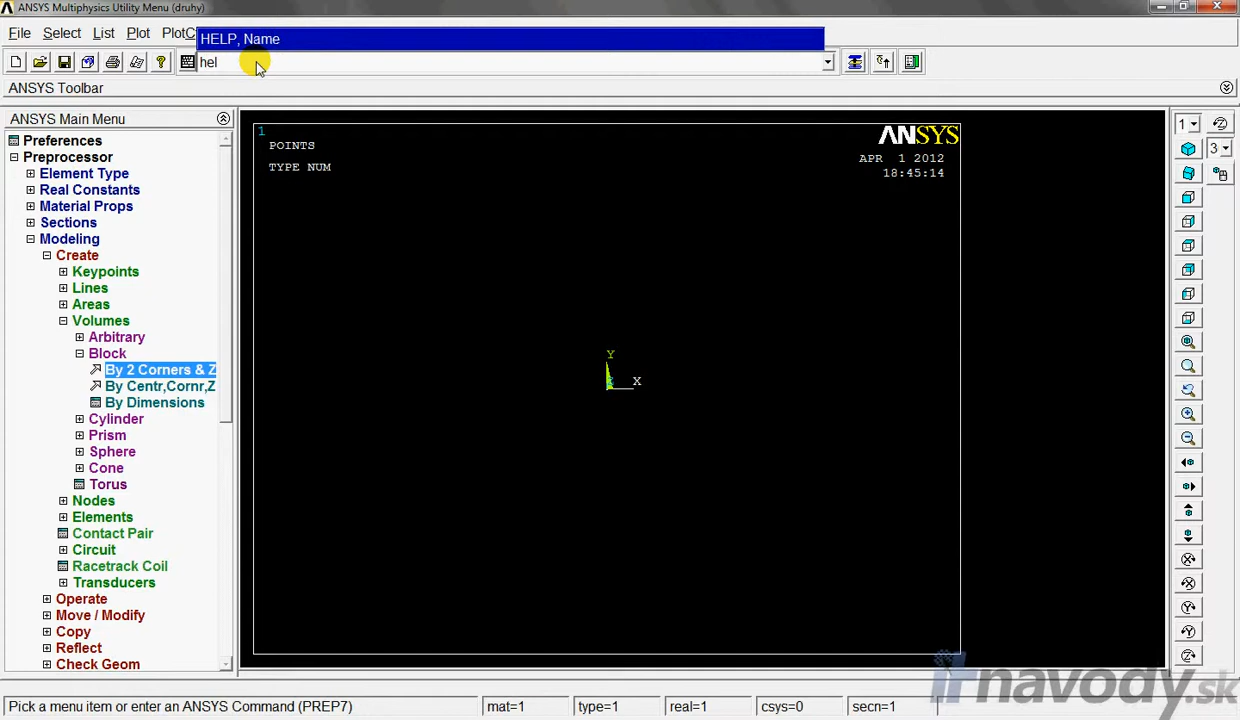 ANSYS Multiphysics Utility Menu (druhy)
File Select List Plot PlotC
HELP, Name
hel
ANSYS Toolbar
ANSYS Main Menu
Preferences
Preprocessor
Element Type
Real Constants
Material Props
Sections
Modeling
Create
Keypoints
Lines
Areas
Volumes
Arbitrary
Block
By 2 Corners & Z
By Centr,Cornr,Z
By Dimensions
Cylinder
Prism
Sphere
Cone
Torus
Nodes
Elements
Contact Pair
Circuit
Racetrack Coil
Transducers
Operate
Move / Modify
Copy
Reflect
Check Geom
1
POINTS
TYPE NUM
ANSYS
APR 1 2012
18:45:14
Y
X
1
3
Pick a menu item or enter an ANSYS Command (PREP7)
mat=1
type=1
real=1
csys=0
secn=1
itnavody.sk